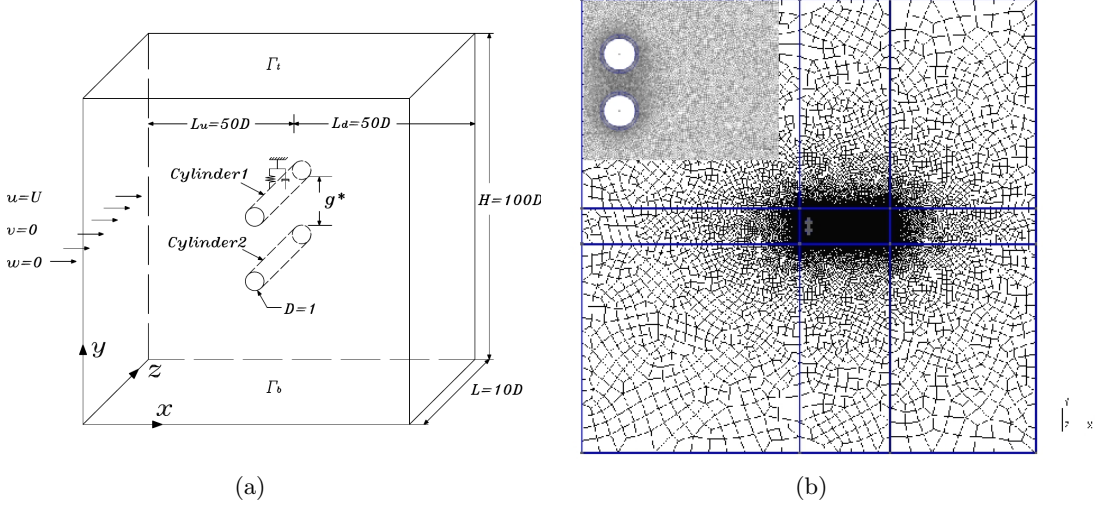 Γt
Lu=50D
Ld=50D
Cylinder1
g*
u=U
H=100D
v=0
Cylinder2
w=0
D=1
y
z
Γb
L=10D
x
(a)
(b)